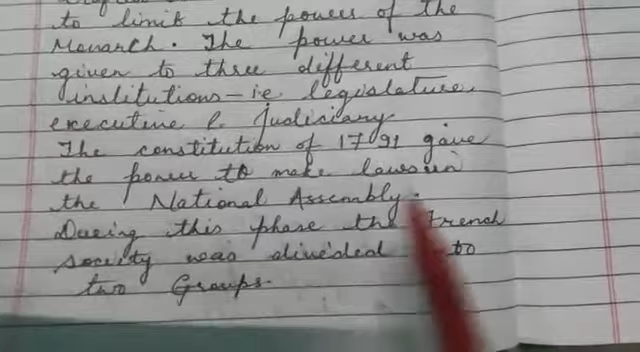 to limit the power of the
Monarch. The power was
given to three different
institutions - ie legislature
executive & Judiciary
The constitution of 1791 gave
the power to make laws in
the National Assembly.
During this phase the French
society was divided to
two Groups.